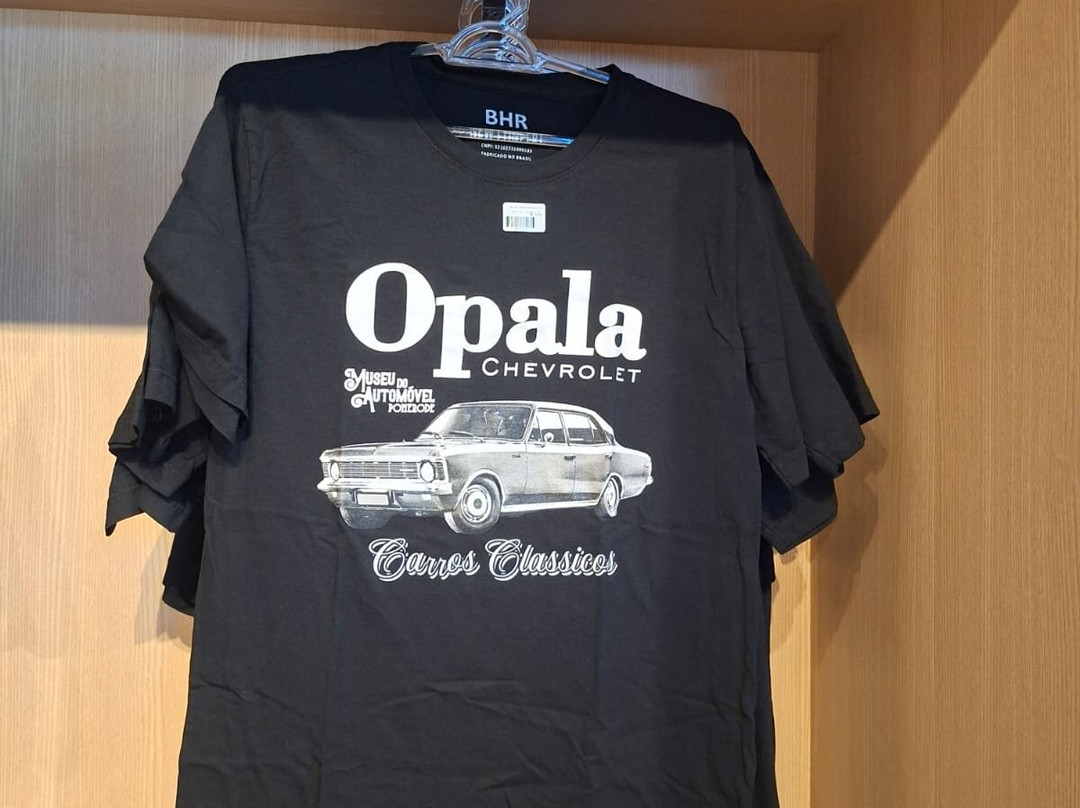 BHR
FABRICADO NO BRASIL
Opala
CHEVROLET
MUSEU DO
AUTOMÓVEL
POMERODE
Carros Classicos